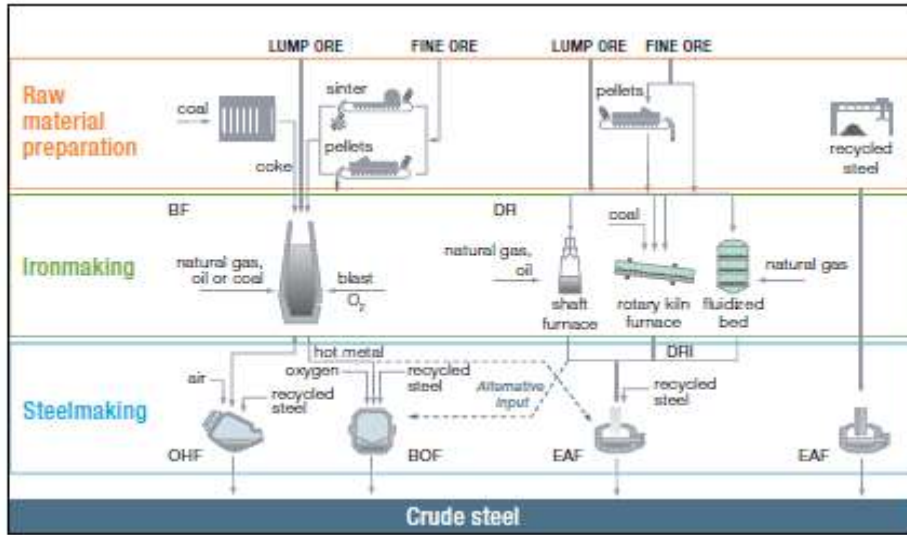 LUMP ORE
FINE ORE
LUMP ORE
FINE ORE
Raw
material
preparation
coal
coke
sinter
pellets
pellets
recycled
steel
Ironmaking
BF
natural gas,
oil or coal
blast
O₂
DR
natural gas,
oil
coal
shaft
furnace
rotary kiln
furnace
fluidized
bed
natural gas
Steelmaking
hot metal
air
recycled
steel
OHF
oxygen
recycled
steel
BOF
Alternative
input
DRI
recycled
steel
EAF
EAF
Crude steel